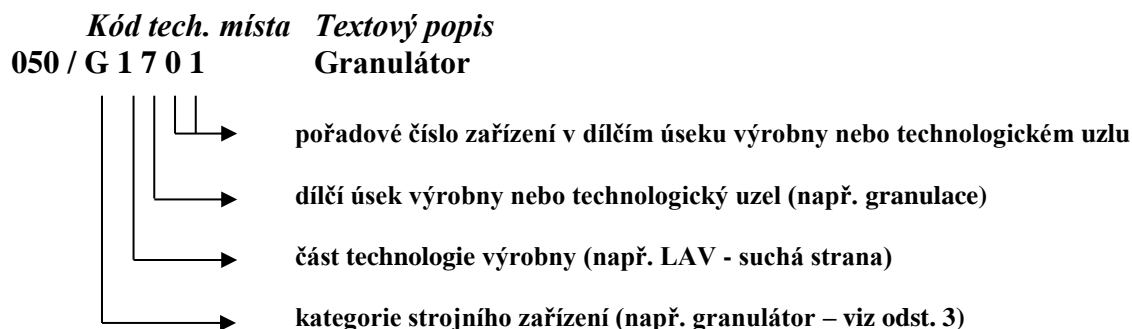 Kód tech. místa Textový popis
050 / G 1 7 0 1 Granulátor
pořadové číslo zařízení v dílčím úseku výrobny nebo technologickém uzlu
dílčí úsek výrobny nebo technologický uzel (např. granulace)
část technologie výrobny (např. LAV - suchá strana)
kategorie strojního zařízení (např. granulátor – viz odst. 3)